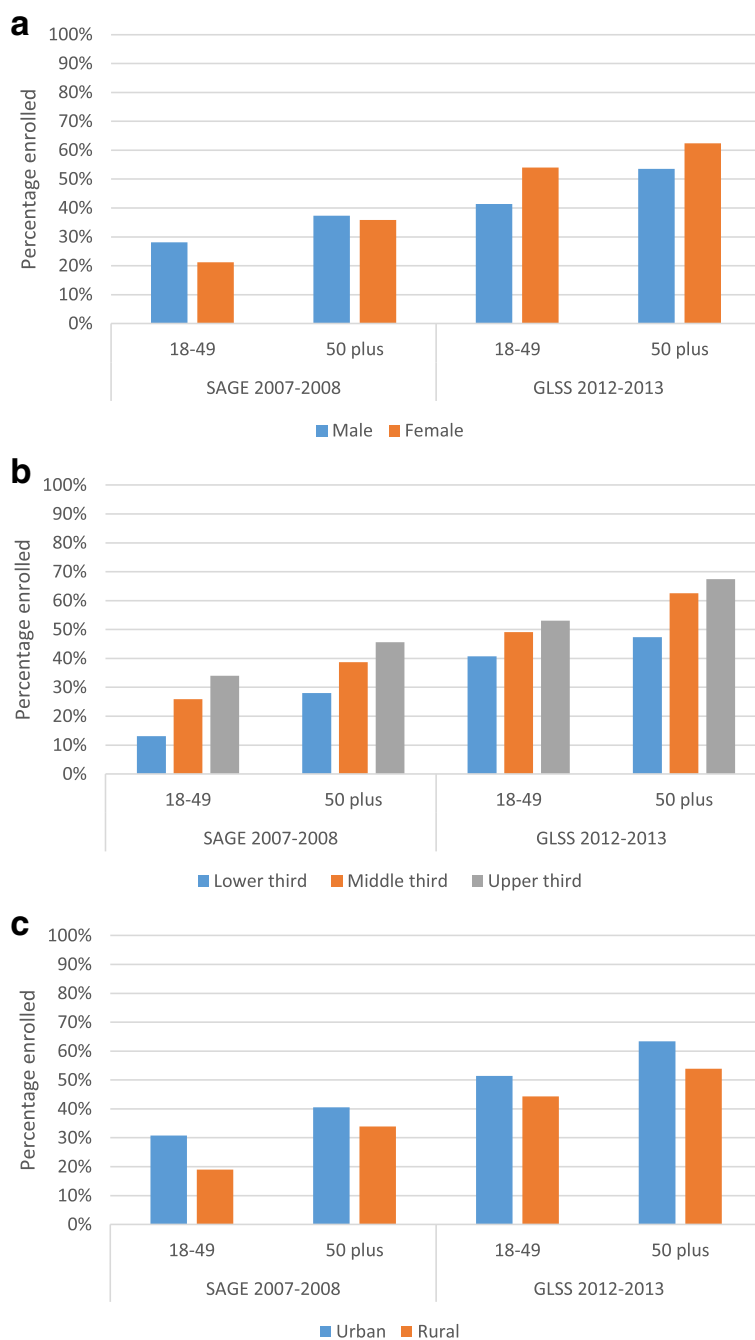 a
100%
90%
80%
70%
60%
50%
40%
30%
20%
10%
0%
Percentage enrolled
18-49 50 plus 18-49 50 plus
SAGE 2007-2008 GLSS 2012-2013
Male Female
b
100%
90%
80%
70%
60%
50%
40%
30%
20%
10%
0%
Percentage enrolled
18-49 50 plus 18-49 50 plus
SAGE 2007-2008 GLSS 2012-2013
Lower third Middle third Upper third
c
100%
90%
80%
70%
60%
50%
40%
30%
20%
10%
0%
Percentage enrolled
18-49 50 plus 18-49 50 plus
SAGE 2007-2008 GLSS 2012-2013
Urban Rural